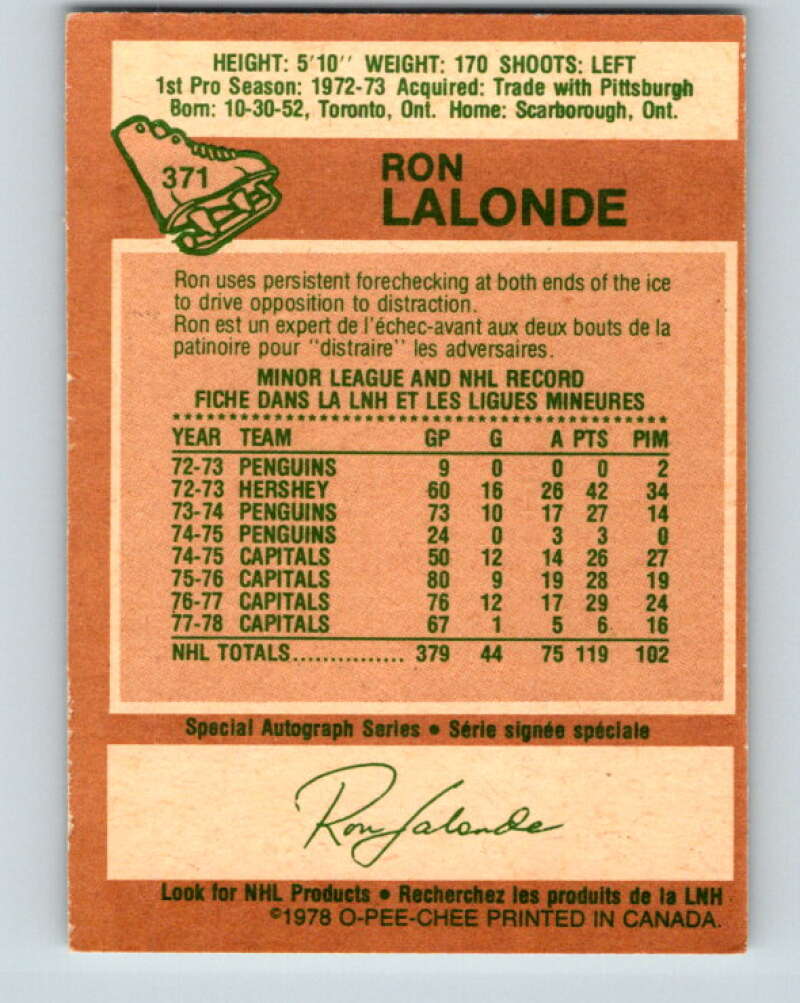 HEIGHT: 5'10'' WEIGHT: 170 SHOOTS: LEFT
1st Pro Season: 1972-73 Acquired: Trade with Pittsburgh
Born: 10-30-52, Toronto, Ont. Home: Scarborough, Ont.
371
RON
LALONDE
Ron uses persistent forechecking at both ends of the ice
to drive opposition to distraction.
Ron est un expert de l'échec-avant aux deux bouts de la
patinoire pour "distraire" les adversaires.
MINOR LEAGUE AND NHL RECORD
FICHE DANS LA LNH ET LES LIGUES MINEURES
YEAR TEAM GP G A PTS PIM
72-73 PENGUINS 9 0 0 0 2
72-73 HERSHEY 60 16 26 42 34
73-74 PENGUINS 73 10 17 27 14
74-75 PENGUINS 24 0 3 3 0
74-75 CAPITALS 50 12 14 26 27
75-76 CAPITALS 80 9 19 28 19
76-77 CAPITALS 76 12 17 29 24
77-78 CAPITALS 67 1 5 6 16
NHL TOTALS............... 379 44 75 119 102
Special Autograph Series • Série signée spéciale
Ron Lalonde
Look for NHL Products • Recherchez les produits de la LNH
©1978 O-PEE-CHEE PRINTED IN CANADA.